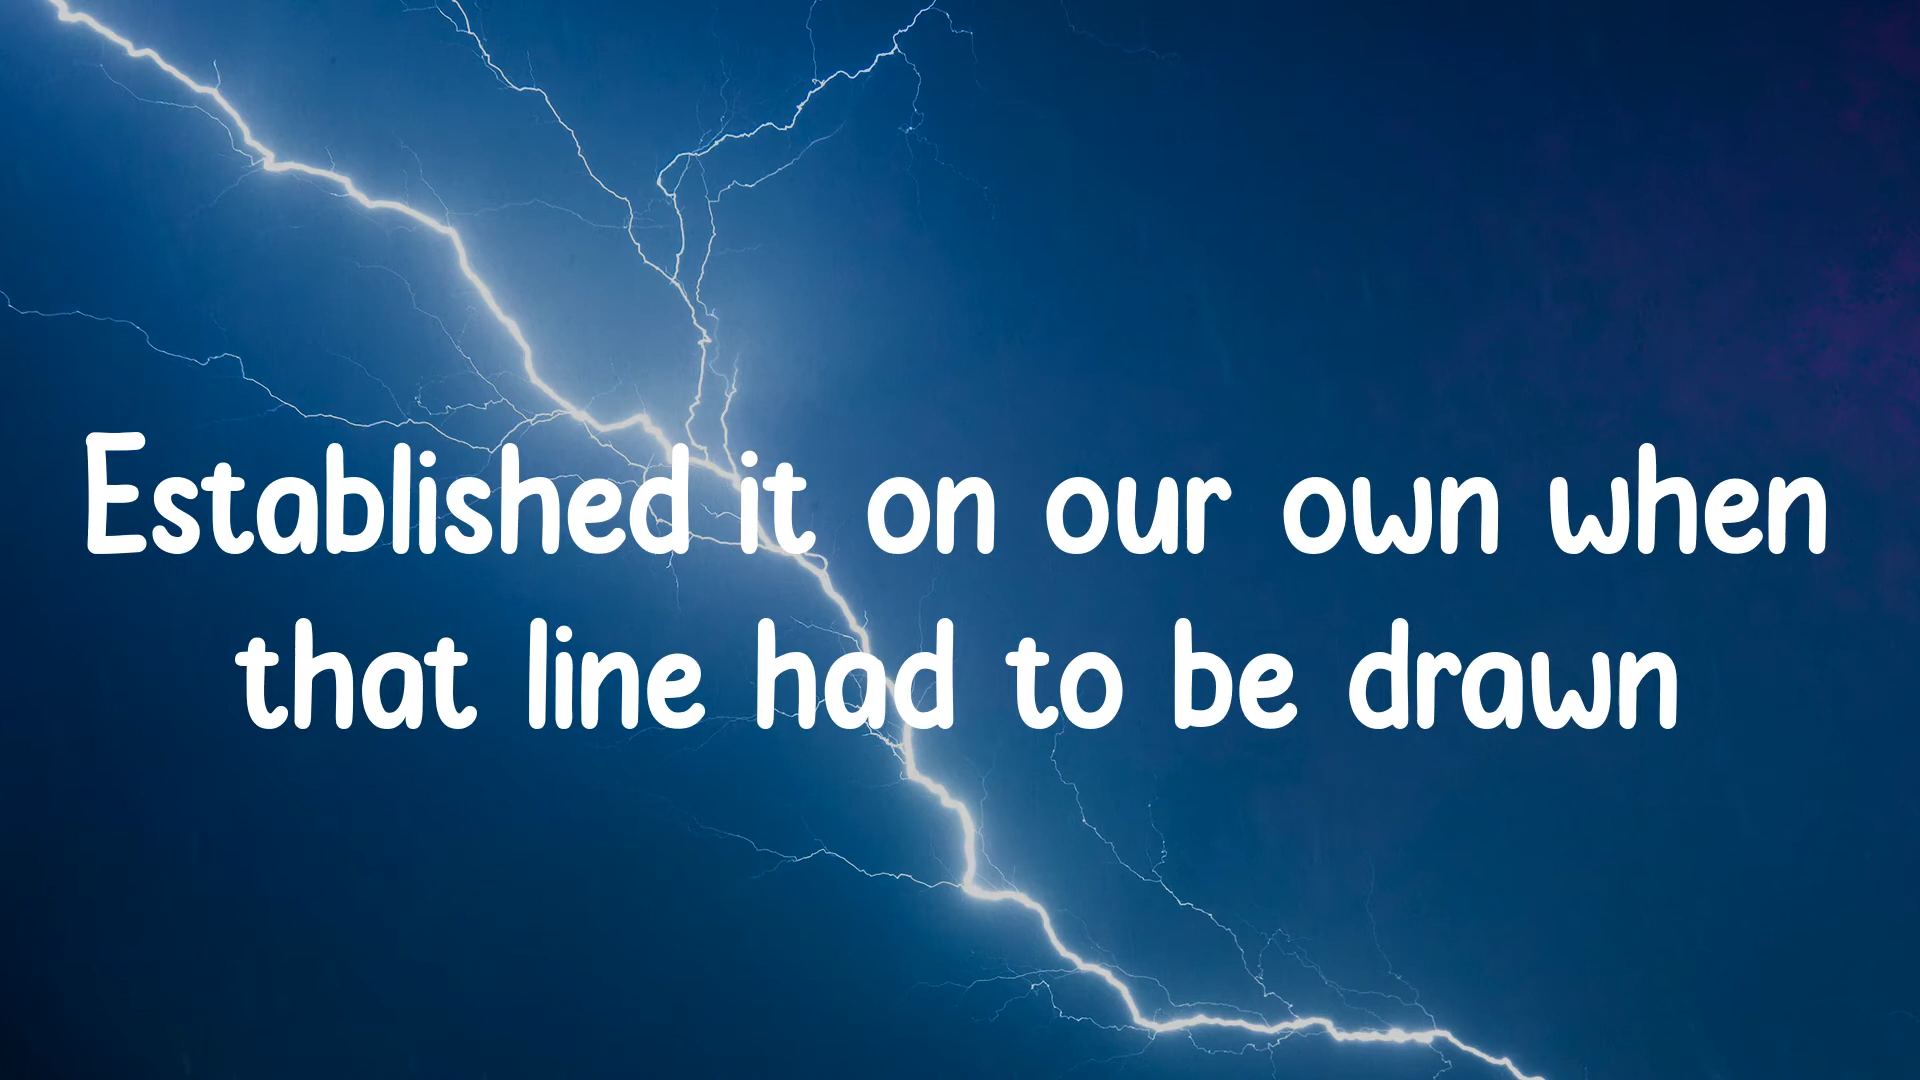 Established it on our own when
that line had to be drawn